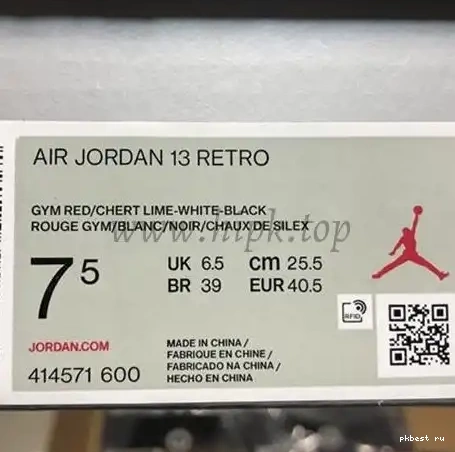 AIR JORDAN 13 RETRO
GYM RED/CHERT LIME-WHITE-BLACK
ROUGE GYM/BLANC/NOIR/CHAUX DE SILEX
www.hipk.top
7 5
UK 6.5 cm 25.5
BR 39 EUR 40.5
RFID
JORDAN.COM
414571 600
MADE IN CHINA /
FABRIQUE EN CHINE /
FABRICADO NA CHINA /
HECHO EN CHINA
pkbest ru